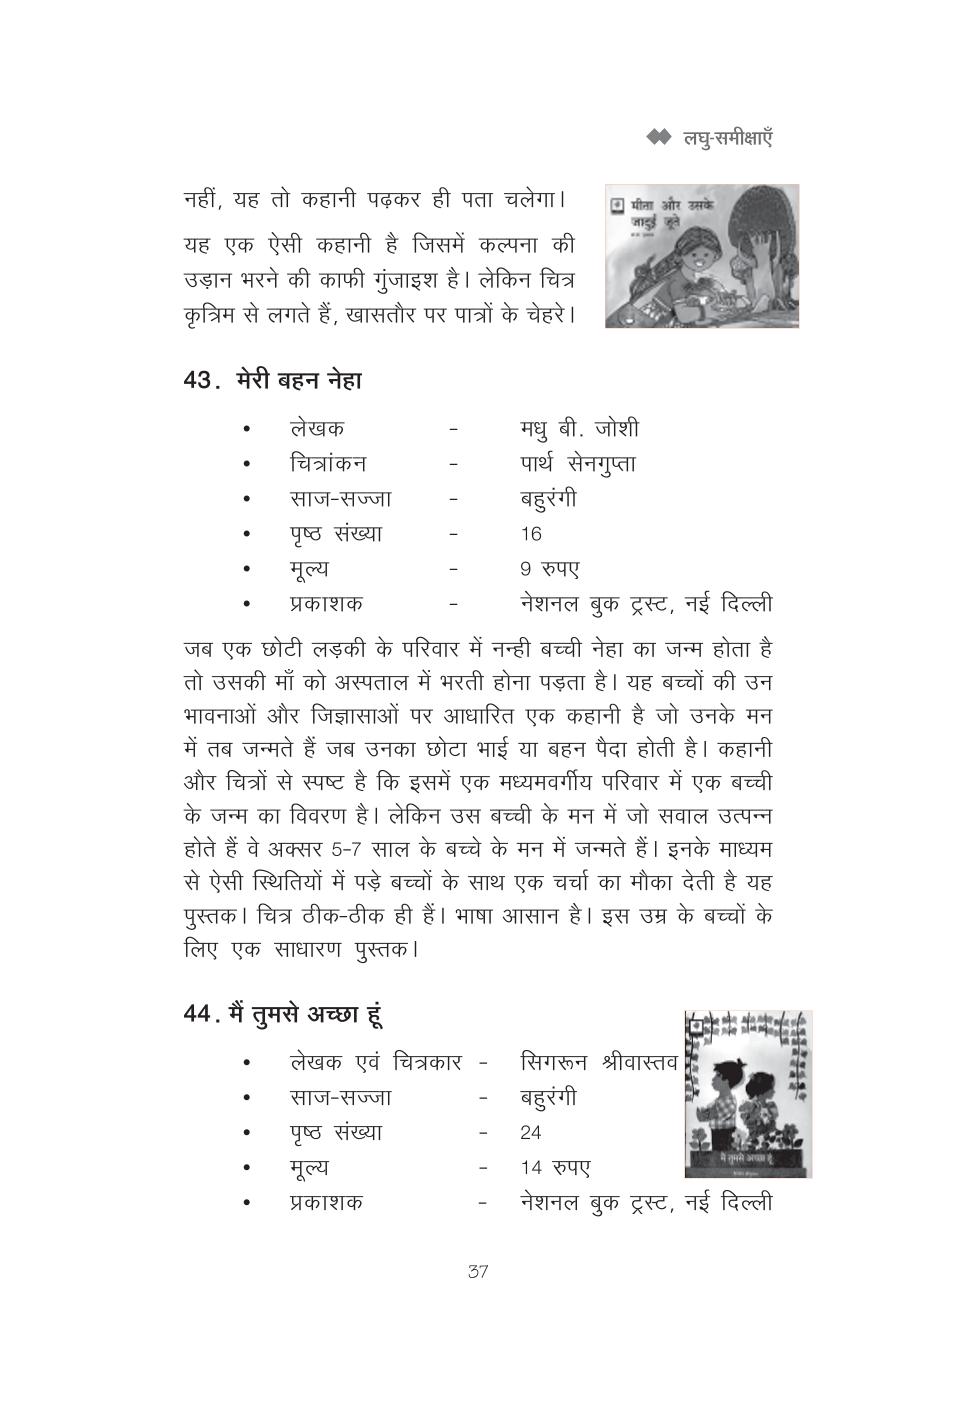 लघु-समीक्षाएँ
नहीं, यह तो कहानी पढ़कर ही पता चलेगा।
यह एक ऐसी कहानी है जिसमें कल्पना की
उड़ान भरने की काफी गुंजाइश है। लेकिन चित्र
कृत्रिम से लगते हैं, खासतौर पर पात्रों के चेहरे।
मीता और उसके
जादुई जूते
43. मेरी बहन नेहा
• लेखक - मधु बी. जोशी
• चित्रांकन - पार्थ सेनगुप्ता
• साज-सज्जा - बहुरंगी
• पृष्ठ संख्या - 16
• मूल्य - 9 रुपए
• प्रकाशक - नेशनल बुक ट्रस्ट, नई दिल्ली
जब एक छोटी लड़की के परिवार में नन्ही बच्ची नेहा का जन्म होता है
तो उसकी माँ को अस्पताल में भरती होना पड़ता है। यह बच्चों की उन
भावनाओं और जिज्ञासाओं पर आधारित एक कहानी है जो उनके मन
में तब जन्मते हैं जब उनका छोटा भाई या बहन पैदा होती है। कहानी
और चित्रों से स्पष्ट है कि इसमें एक मध्यमवर्गीय परिवार में एक बच्ची
के जन्म का विवरण है। लेकिन उस बच्ची के मन में जो सवाल उत्पन्न
होते हैं वे अक्सर 5-7 साल के बच्चे के मन में जन्मते हैं। इनके माध्यम
से ऐसी स्थितियों में पड़े बच्चों के साथ एक चर्चा का मौका देती है यह
पुस्तक। चित्र ठीक-ठीक ही हैं। भाषा आसान है। इस उम्र के बच्चों के
लिए एक साधारण पुस्तक।
44. मैं तुमसे अच्छा हूं
• लेखक एवं चित्रकार - सिगरून श्रीवास्तव
• साज-सज्जा - बहुरंगी
• पृष्ठ संख्या - 24
• मूल्य - 14 रुपए
• प्रकाशक - नेशनल बुक ट्रस्ट, नई दिल्ली
मैं तुमसे अच्छा हूं
37